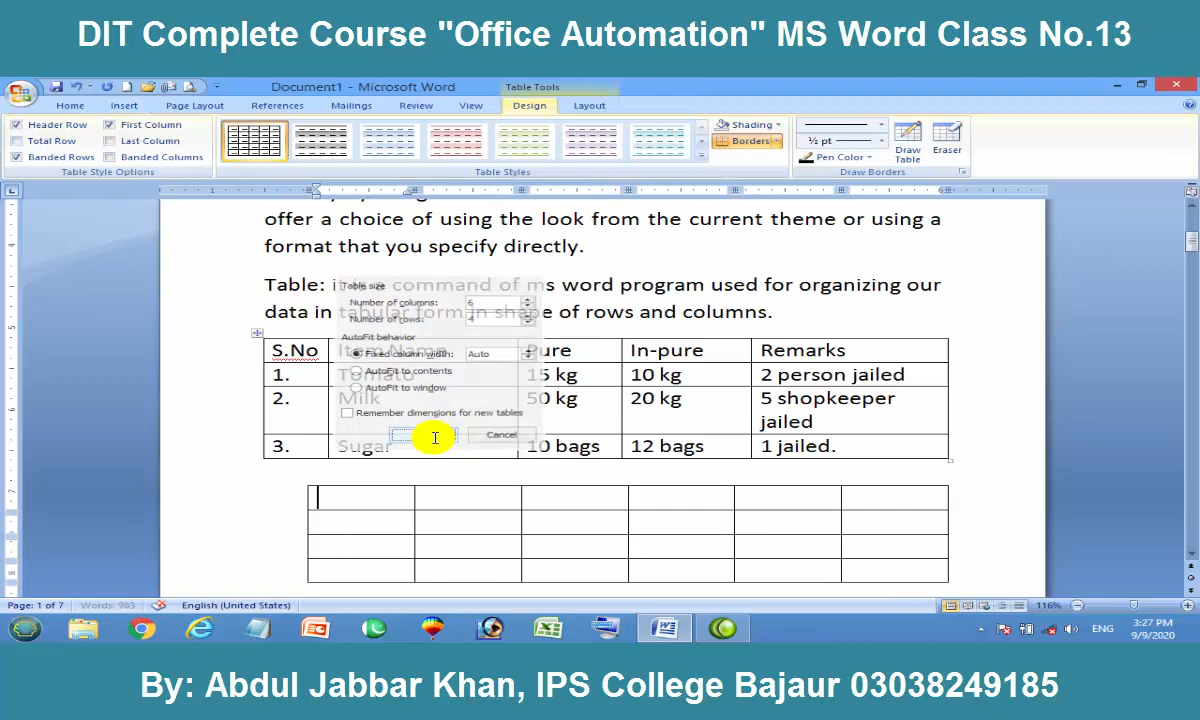 DIT Complete Course "Office Automation" MS Word Class No.13
Document1 - Microsoft Word
Table Tools
Home Insert Page Layout References Mailings Review View Design Layout
Header Row First Column
Total Row Last Column
Banded Rows Banded Columns
Table Style Options
Table Styles
Shading
Borders
½ pt
Pen Color
Draw Table
Eraser
Draw Borders
offer a choice of using the look from the current theme or using a
format that you specify directly.
Table: it is command of ms word program used for organizing our
data in tabular form in shape of rows and columns.
Table size
Number of columns: 6
Number of rows: 4
AutoFit behavior
Fixed column width: Auto
AutoFit to contents
AutoFit to window
Remember dimensions for new tables
Cancel
S.No Item Name Pure In-pure Remarks
1. Tomato 15 kg 10 kg 2 person jailed
2. Milk 50 kg 20 kg 5 shopkeeper
jailed
3. Sugar 10 bags 12 bags 1 jailed.
Page: 1 of 7 Words: 983 English (United States) 116%
ENG
3:27 PM
9/9/2020
By: Abdul Jabbar Khan, IPS College Bajaur 03038249185